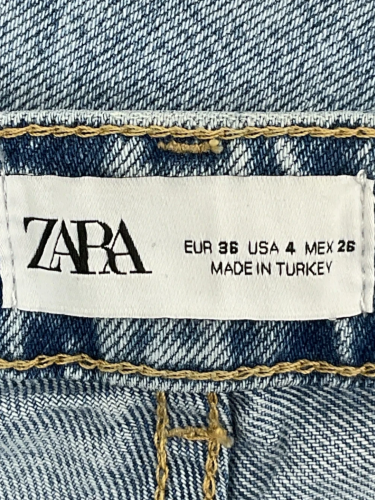 ZARA
EUR 36 USA 4 MEX 26
MADE IN TURKEY